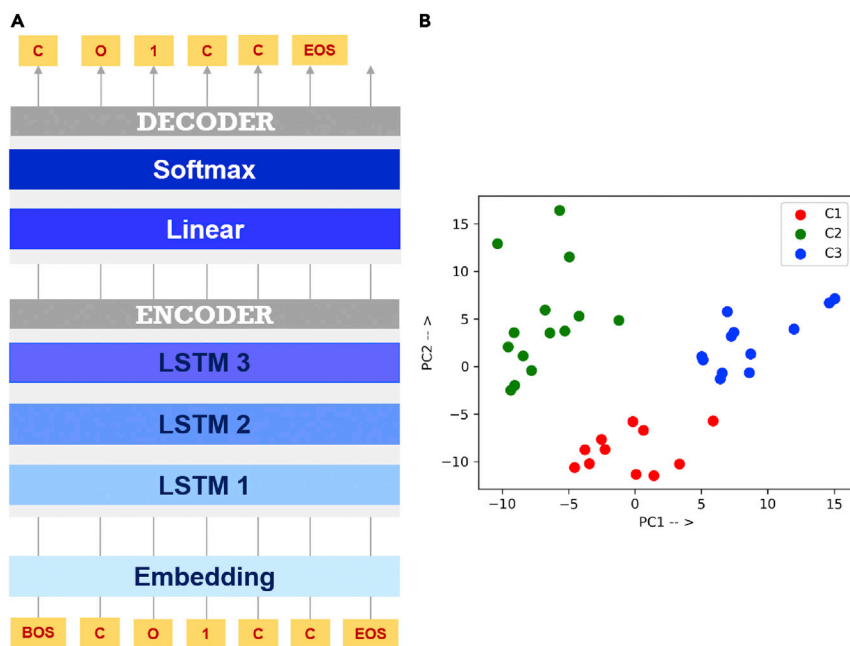 A
C O 1 C C EOS
DECODER
Softmax
Linear
ENCODER
LSTM 3
LSTM 2
LSTM 1
Embedding
BOS C O 1 C C EOS
B
C1
C2
C3
PC2 -- >
15
10
5
0
−5
−10
−10 −5 0 5 10 15
PC1 -- >